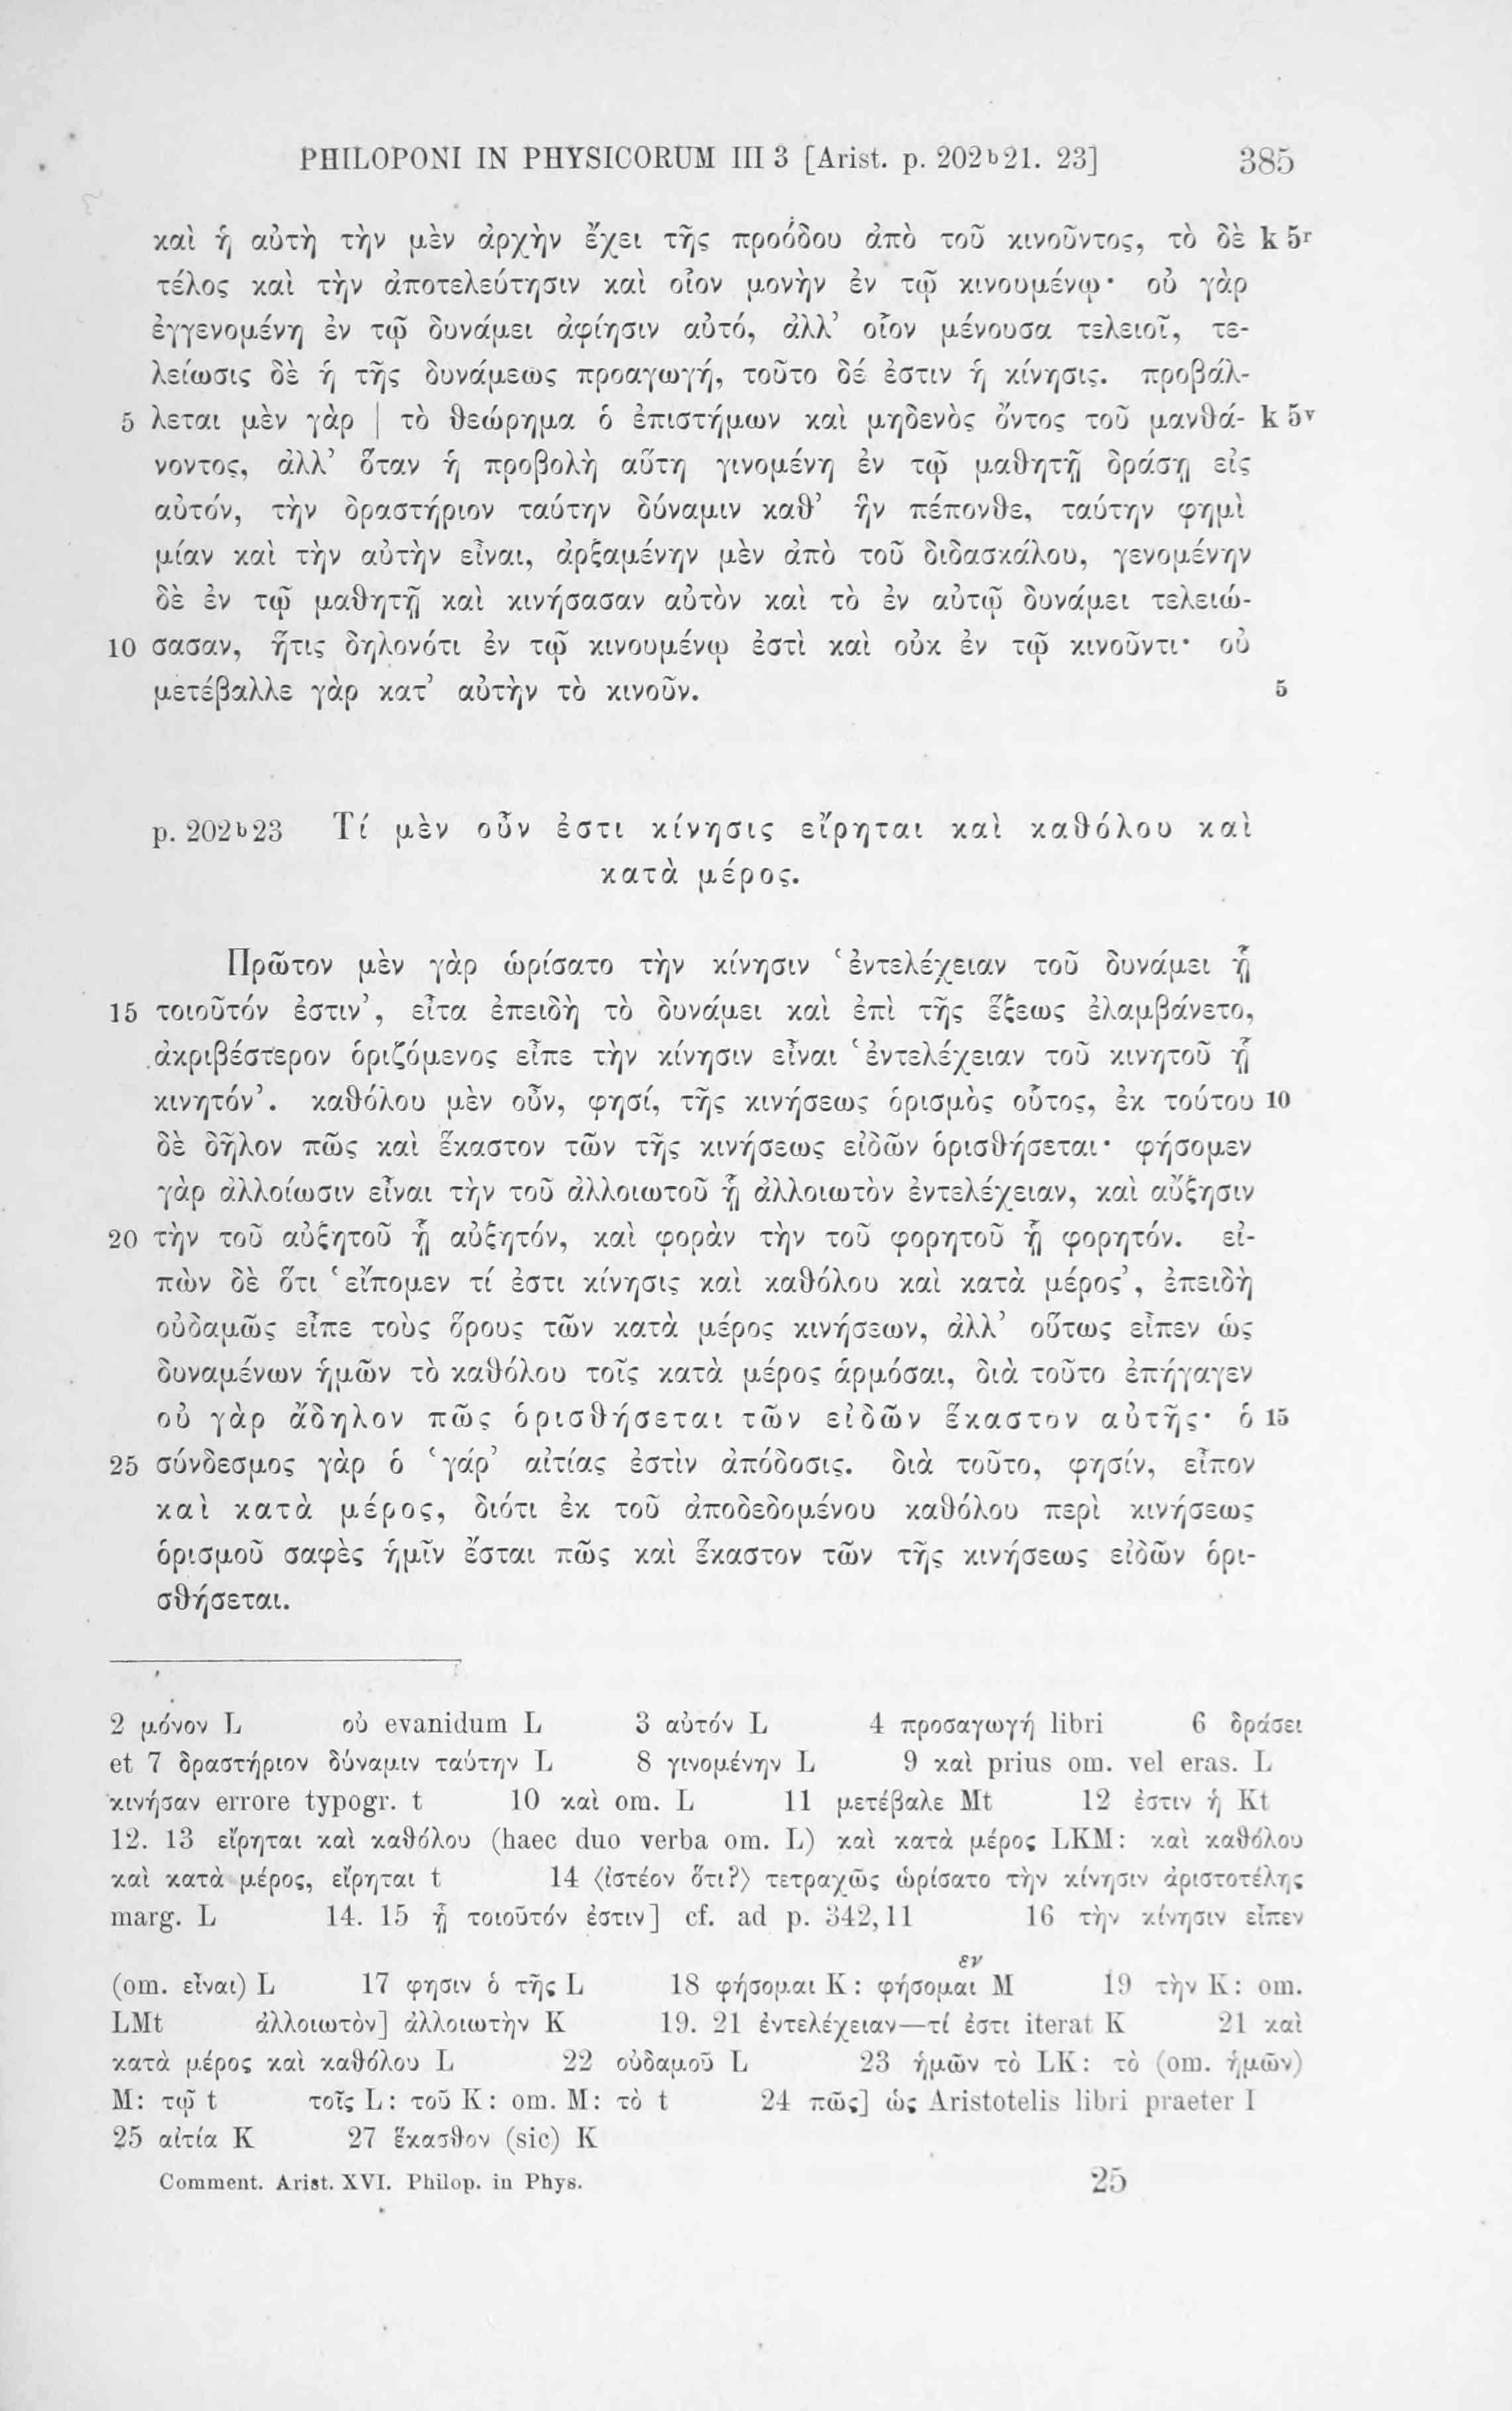 PHILOPONI IN PHYSICORUM III 3 [Arist. p. 202ᵇ21. 23] 385
καὶ ἡ αὐτὴ τὴν μὲν ἀρχὴν ἔχει τῆς προόδου ἀπὸ τοῦ κινοῦντος, τὸ δὲ k 5ʳ
τέλος καὶ τὴν ἀποτελεύτησιν καὶ οἷον μονὴν ἐν τῷ κινουμένῳ· οὐ γὰρ
ἐγγενομένη ἐν τῷ δυνάμει ἀφίησιν αὐτό, ἀλλ’ οἷον μένουσα τελειοῖ, τε-
λείωσις δὲ ἡ τῆς δυνάμεως προαγωγή, τοῦτο δέ ἐστιν ἡ κίνησις. προβάλ-
5 λεται μὲν γὰρ | τὸ θεώρημα ὁ ἐπιστήμων καὶ μηδενὸς ὄντος τοῦ μανθά- k 5ᵛ
νοντος, ἀλλ’ ὅταν ἡ προβολὴ αὕτη γινομένη ἐν τῷ μαθητῇ δράσῃ εἰς
αὐτόν, τὴν δραστήριον ταύτην δύναμιν καθ’ ἣν πέπονθε, ταύτην φημὶ
μίαν καὶ τὴν αὐτὴν εἶναι, ἀρξαμένην μὲν ἀπὸ τοῦ διδασκάλου, γενομένην
δὲ ἐν τῷ μαθητῇ καὶ κινήσασαν αὐτὸν καὶ τὸ ἐν αὐτῷ δυνάμει τελειώ-
10 σασαν, ἥτις δηλονότι ἐν τῷ κινουμένῳ ἐστὶ καὶ οὐκ ἐν τῷ κινοῦντι· οὐ
μετέβαλλε γὰρ κατ’ αὐτὴν τὸ κινοῦν. 5
p. 202ᵇ23 Τί μὲν οὖν ἐστι κίνησις εἴρηται καὶ καθόλου καὶ
κατὰ μέρος.
Πρῶτον μὲν γὰρ ὡρίσατο τὴν κίνησιν ‘ἐντελέχειαν τοῦ δυνάμει ᾗ
15 τοιοῦτόν ἐστιν’, εἶτα ἐπειδὴ τὸ δυνάμει καὶ ἐπὶ τῆς ἕξεως ἐλαμβάνετο,
ἀκριβέστερον ὁριζόμενος εἶπε τὴν κίνησιν εἶναι ‘ἐντελέχειαν τοῦ κινητοῦ ᾗ
κινητόν’. καθόλου μὲν οὖν, φησί, τῆς κινήσεως ὁρισμὸς οὗτος, ἐκ τούτου 10
δὲ δῆλον πῶς καὶ ἕκαστον τῶν τῆς κινήσεως εἰδῶν ὁρισθήσεται· φήσομεν
γὰρ ἀλλοίωσιν εἶναι τὴν τοῦ ἀλλοιωτοῦ ᾗ ἀλλοιωτὸν ἐντελέχειαν, καὶ αὔξησιν
20 τὴν τοῦ αὐξητοῦ ᾗ αὐξητόν, καὶ φορὰν τὴν τοῦ φορητοῦ ᾗ φορητόν. εἰ-
πὼν δὲ ὅτι ‘εἴπομεν τί ἐστι κίνησις καὶ καθόλου καὶ κατὰ μέρος’, ἐπειδὴ
οὐδαμῶς εἶπε τοὺς ὅρους τῶν κατὰ μέρος κινήσεων, ἀλλ’ οὕτως εἶπεν ὡς
δυναμένων ἡμῶν τὸ καθόλου τοῖς κατὰ μέρος ἁρμόσαι, διὰ τοῦτο ἐπήγαγεν
οὐ γὰρ ἄδηλον πῶς ὁρισθήσεται τῶν εἰδῶν ἕκαστον αὐτῆς· ὁ 15
25 σύνδεσμος γὰρ ὁ ‘γάρ’ αἰτίας ἐστὶν ἀπόδοσις. διὰ τοῦτο, φησίν, εἶπον
καὶ κατὰ μέρος, διότι ἐκ τοῦ ἀποδεδομένου καθόλου περὶ κινήσεως
ὁρισμοῦ σαφὲς ἡμῖν ἔσται πῶς καὶ ἕκαστον τῶν τῆς κινήσεως εἰδῶν ὁρι-
σθήσεται.
2 μόνον L οὐ evanidum L 3 αὐτόν L 4 προσαγωγή libri 6 δράσει
et 7 δραστήριον δύναμιν ταύτην L 8 γινομένην L 9 καὶ prius om. vel eras. L
κινήσαν errore typogr. t 10 καὶ om. L 11 μετέβαλε Mt 12 ἐστιν ἡ Kt
12. 13 εἴρηται καὶ καθόλου (haec duo verba om. L) καὶ κατὰ μέρος LKM: καὶ καθόλου
καὶ κατὰ μέρος, εἴρηται t 14 ⟨ἰστέον ὅτι?⟩ τετραχῶς ὡρίσατο τὴν κίνησιν ἀριστοτέλης
marg. L 14. 15 ᾗ τοιοῦτόν ἐστιν] cf. ad p. 342,11 16 τὴν κίνησιν εἶπεν
εν
(om. εἶναι) L 17 φησιν ὁ τῆς L 18 φήσομαι K: φήσομαι M 19 τὴν K: om.
LMt ἀλλοιωτὸν] ἀλλοιωτὴν K 19. 21 ἐντελέχειαν—τί ἐστι iterat K 21 καὶ
κατὰ μέρος καὶ καθόλου L 22 οὐδαμοῦ L 23 ἡμῶν τὸ LK: τὸ (om. ἡμῶν)
M: τῷ t τοῖς L: τοῦ K: om. M: τὸ t 24 πῶς] ὡς Aristotelis libri praeter I
25 αἰτία K 27 ἕκασθον (sic) K
Comment. Arist. XVI. Philop. in Phys. 25